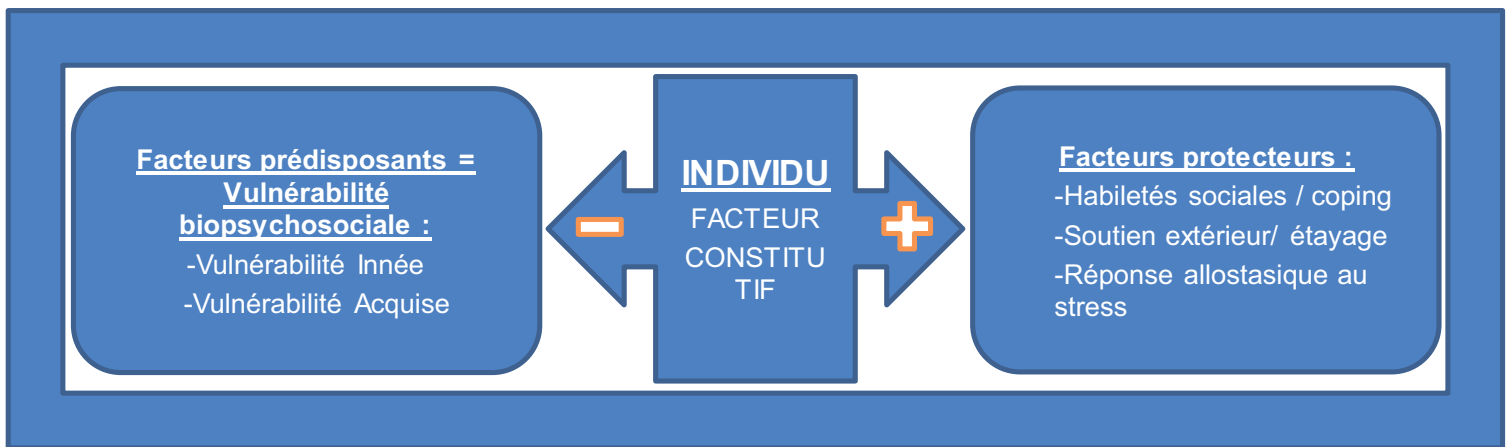 Facteurs prédisposants =
Vulnérabilité
biopsychosociale :
-Vulnérabilité Innée
-Vulnérabilité Acquise
INDIVIDU
FACTEUR
CONSTITU
TIF
Facteurs protecteurs :
-Habiletés sociales / coping
-Soutien extérieur/ étayage
-Réponse allostasique au
stress